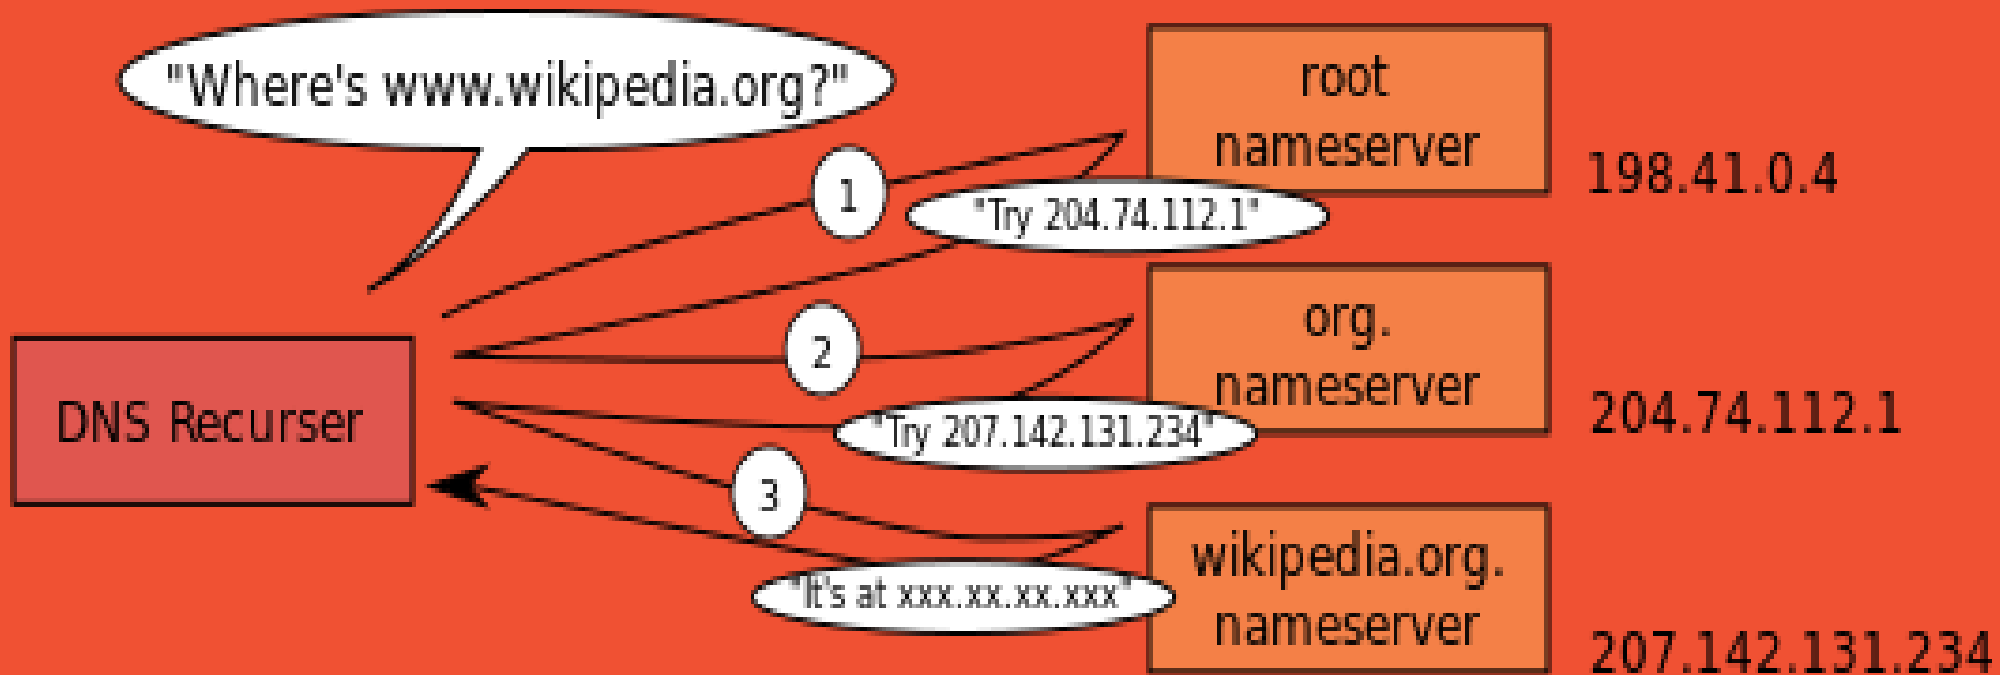 "Where's www.wikipedia.org?"
root
nameserver
198.41.0.4
1
"Try 204.74.112.1"
org.
nameserver
204.74.112.1
2
DNS Recurser
"Try 207.142.131.234"
3
wikipedia.org.
nameserver
207.142.131.234
"It's at xxx.xx.xx.xxx"